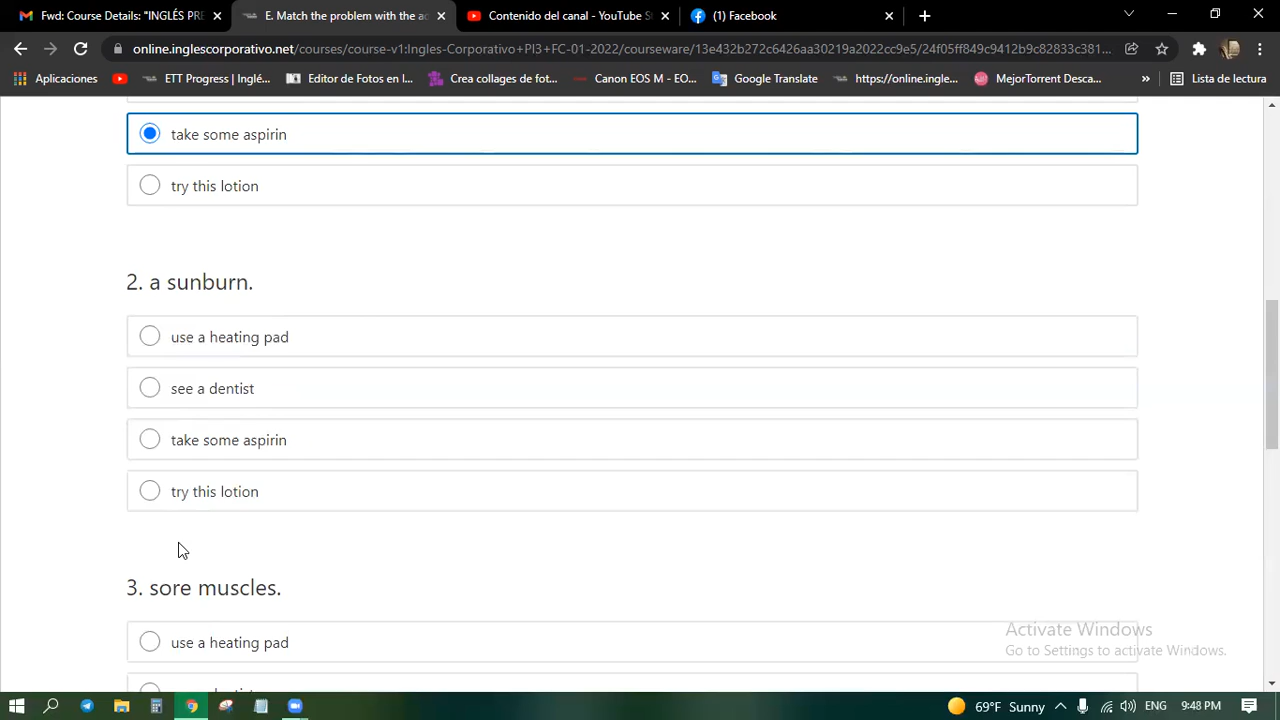 Fwd: Course Details: "INGLÉS PRE
E. Match the problem with the ad
Contenido del canal - YouTube S
(1) Facebook
online.inglescorporativo.net/courses/course-v1:Ingles-Corporativo+PI3+FC-01-2022/courseware/13e432b272c6426aa30219a2022cc9e5/24f05ff849c9412b9c82833c381...
Aplicaciones
ETT Progress | Inglé...
Editor de Fotos en l...
Crea collages de fot...
Canon EOS M - EO...
Google Translate
https://online.ingle...
MejorTorrent Desca...
»
Lista de lectura
take some aspirin
try this lotion
2. a sunburn.
use a heating pad
see a dentist
take some aspirin
try this lotion
3. sore muscles.
use a heating pad
Activate Windows
Go to Settings to activate Windows.
69°F Sunny
ENG
9:48 PM